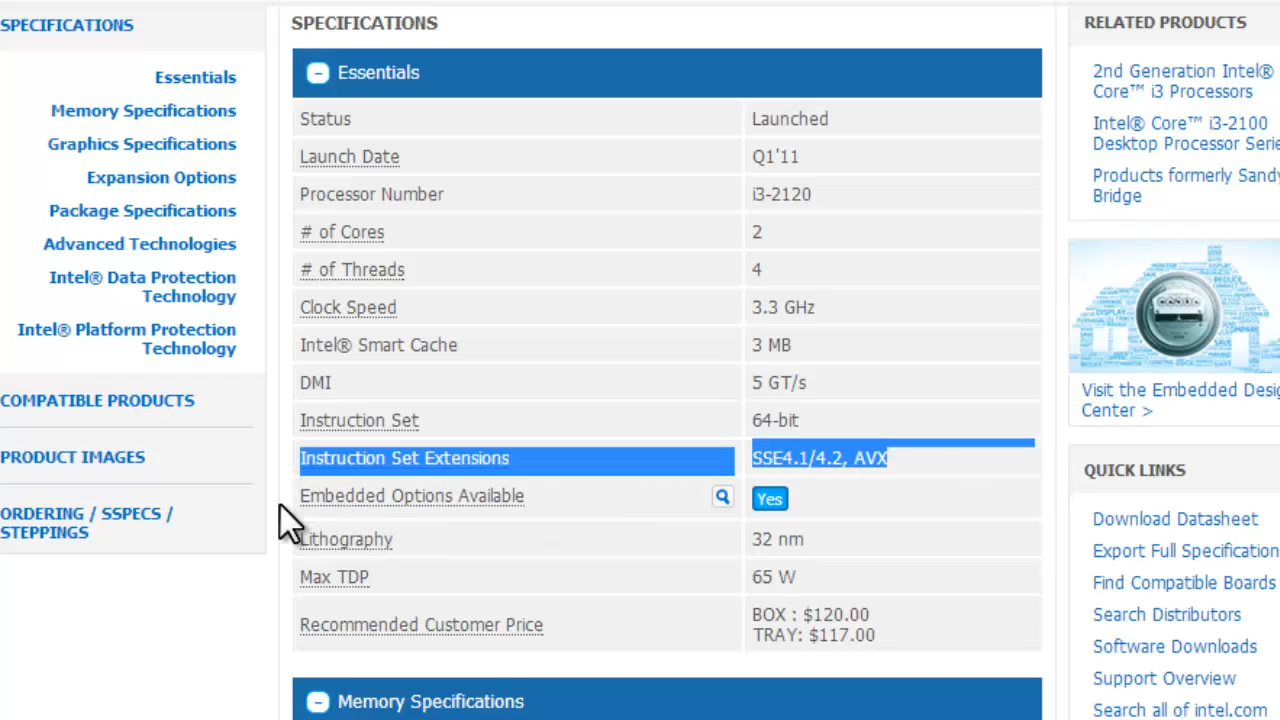 SPECIFICATIONS
Essentials
Memory Specifications
Graphics Specifications
Expansion Options
Package Specifications
Advanced Technologies
Intel® Data Protection
Technology
Intel® Platform Protection
Technology
COMPATIBLE PRODUCTS
PRODUCT IMAGES
ORDERING / SSPECS /
STEPPINGS
SPECIFICATIONS
Essentials
Status Launched
Launch Date Q1'11
Processor Number i3-2120
# of Cores 2
# of Threads 4
Clock Speed 3.3 GHz
Intel® Smart Cache 3 MB
DMI 5 GT/s
Instruction Set 64-bit
Instruction Set Extensions SSE4.1/4.2, AVX
Embedded Options Available Yes
Lithography 32 nm
Max TDP 65 W
Recommended Customer Price BOX : $120.00
TRAY: $117.00
Memory Specifications
RELATED PRODUCTS
2nd Generation Intel®
Core™ i3 Processors
Intel® Core™ i3-2100
Desktop Processor Serie
Products formerly Sandy
Bridge
Visit the Embedded Desig
Center >
QUICK LINKS
Download Datasheet
Export Full Specification
Find Compatible Boards
Search Distributors
Software Downloads
Support Overview
Search all of intel.com